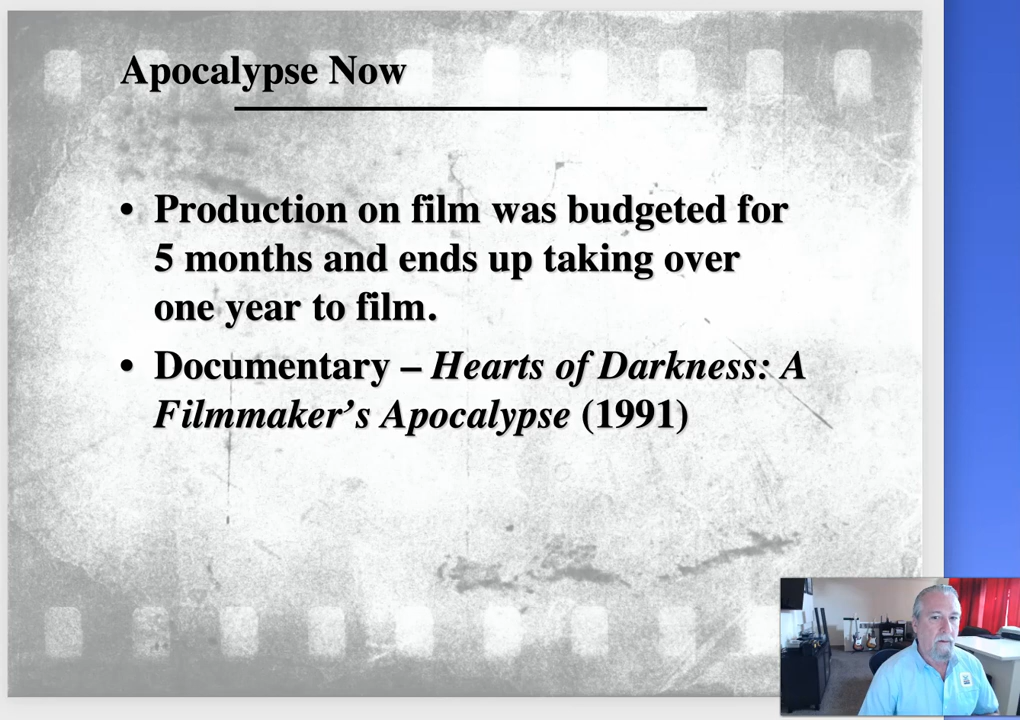 Apocalypse Now
• Production on film was budgeted for
5 months and ends up taking over
one year to film.
• Documentary – Hearts of Darkness: A
Filmmaker’s Apocalypse (1991)